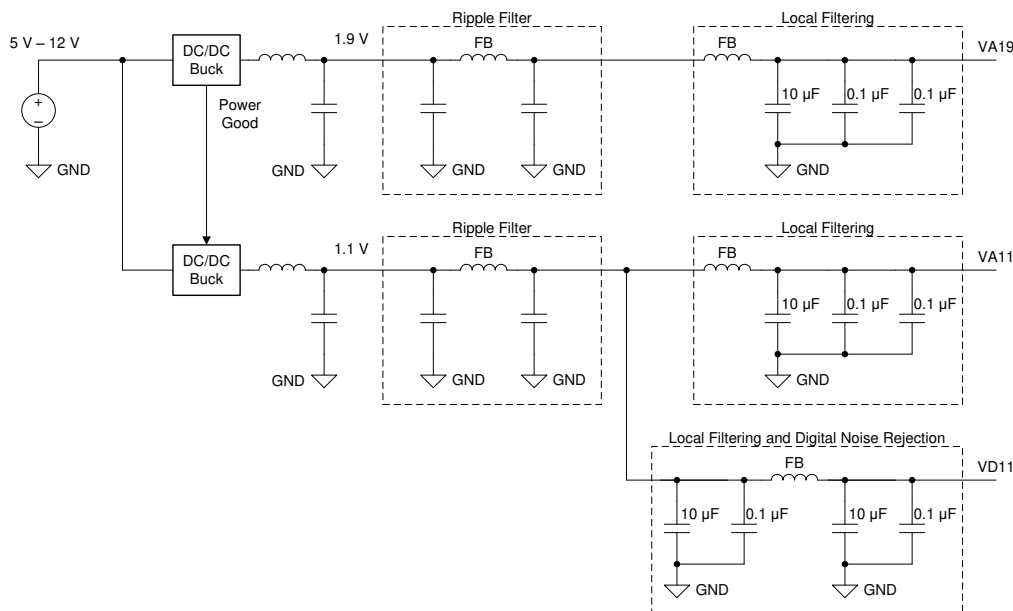 Ripple Filter
Local Filtering
5 V – 12 V
DC/DC
Buck
1.9 V
FB
FB
VA19
+
–
Power
Good
10 µF
0.1 µF
0.1 µF
GND
GND
GND
GND
GND
Ripple Filter
Local Filtering
DC/DC
Buck
1.1 V
FB
FB
VA11
10 µF
0.1 µF
0.1 µF
GND
GND
GND
GND
Local Filtering and Digital Noise Rejection
FB
VD11
10 µF
0.1 µF
10 µF
0.1 µF
GND
GND